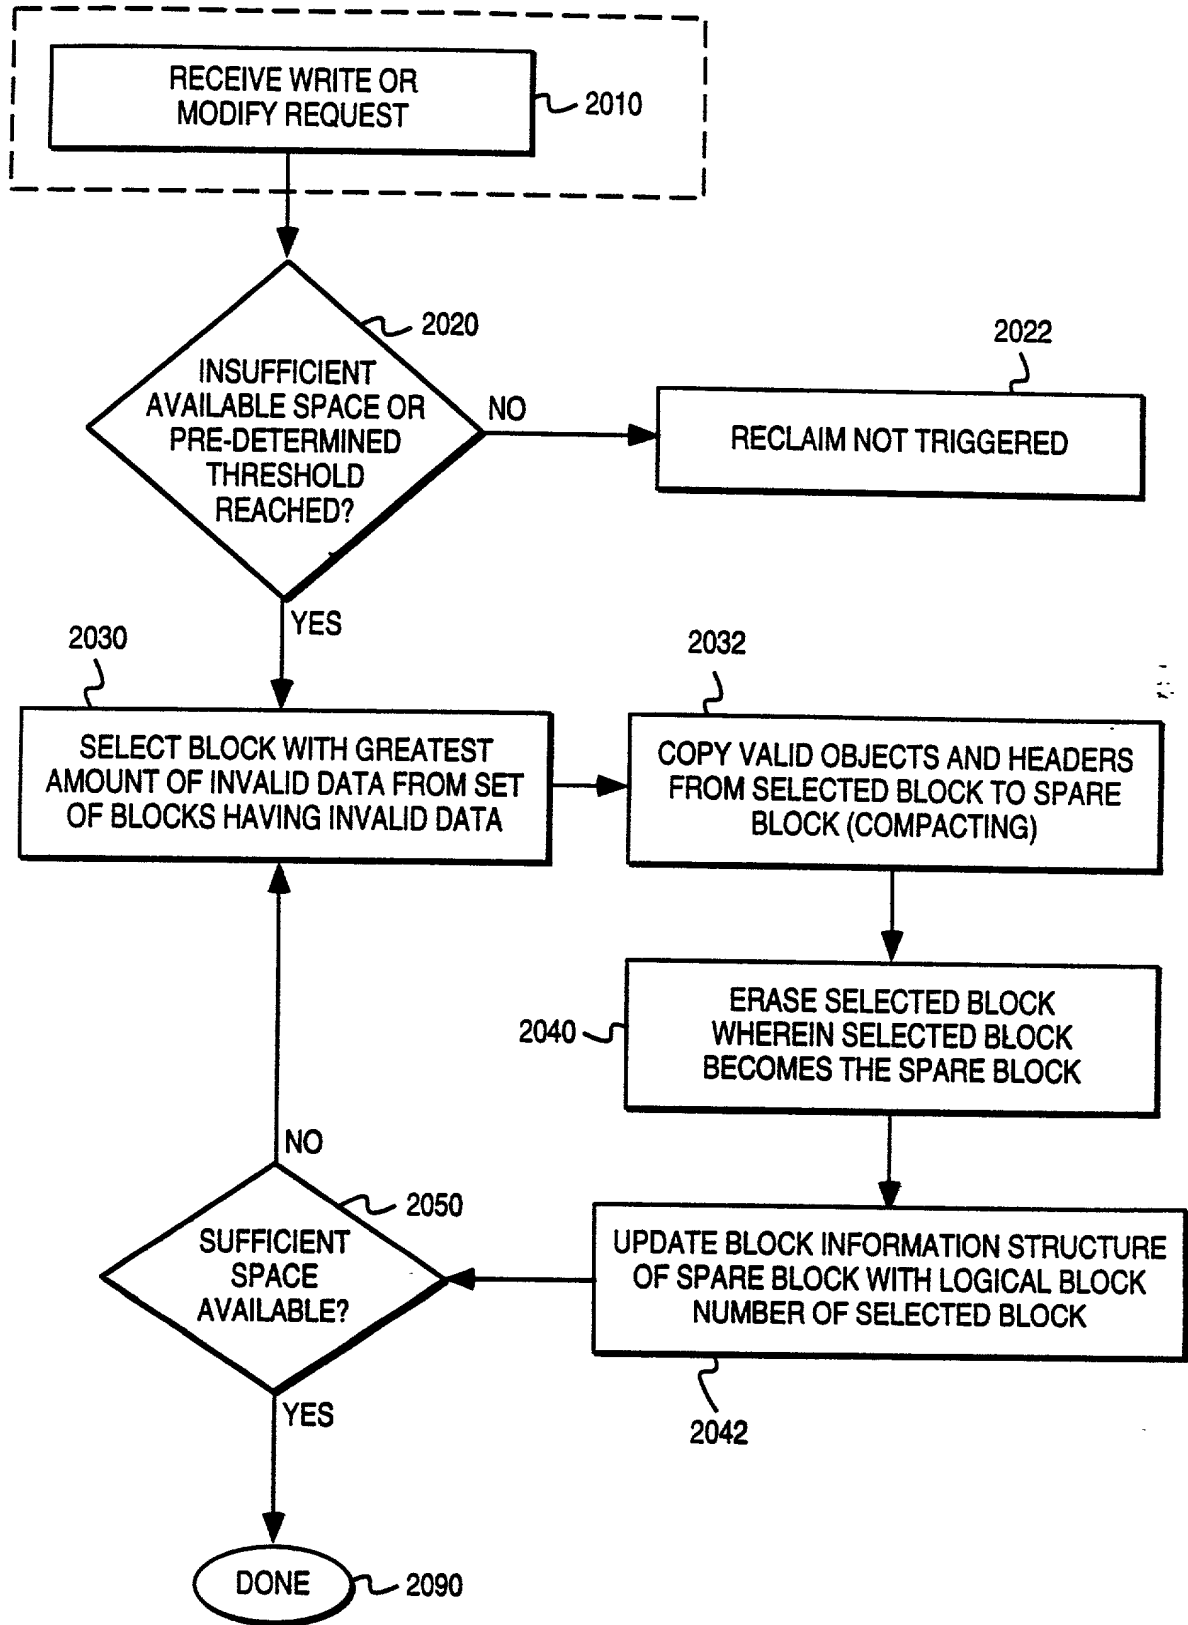 RECEIVE WRITE OR
MODIFY REQUEST
2010
2020
INSUFFICIENT
AVAILABLE SPACE OR
PRE-DETERMINED
THRESHOLD
REACHED?
NO
2022
RECLAIM NOT TRIGGERED
YES
2030
SELECT BLOCK WITH GREATEST
AMOUNT OF INVALID DATA FROM SET
OF BLOCKS HAVING INVALID DATA
2032
COPY VALID OBJECTS AND HEADERS
FROM SELECTED BLOCK TO SPARE
BLOCK (COMPACTING)
2040
ERASE SELECTED BLOCK
WHEREIN SELECTED BLOCK
BECOMES THE SPARE BLOCK
UPDATE BLOCK INFORMATION STRUCTURE
OF SPARE BLOCK WITH LOGICAL BLOCK
NUMBER OF SELECTED BLOCK
2042
NO
2050
SUFFICIENT
SPACE
AVAILABLE?
YES
DONE
2090